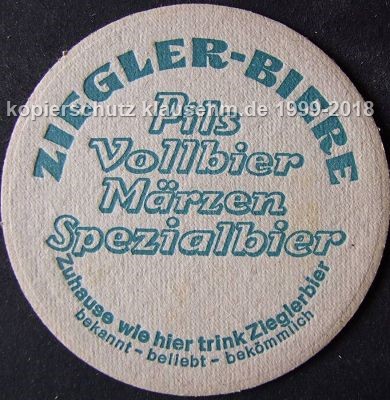 ZIEGLER-BIERE
kopierschutz klausehm.de 1999-2018
Pils
Vollbier
Märzen
Spezialbier
Zuhause wie hier trink Zieglerbier
bekannt - beliebt - bekömmlich